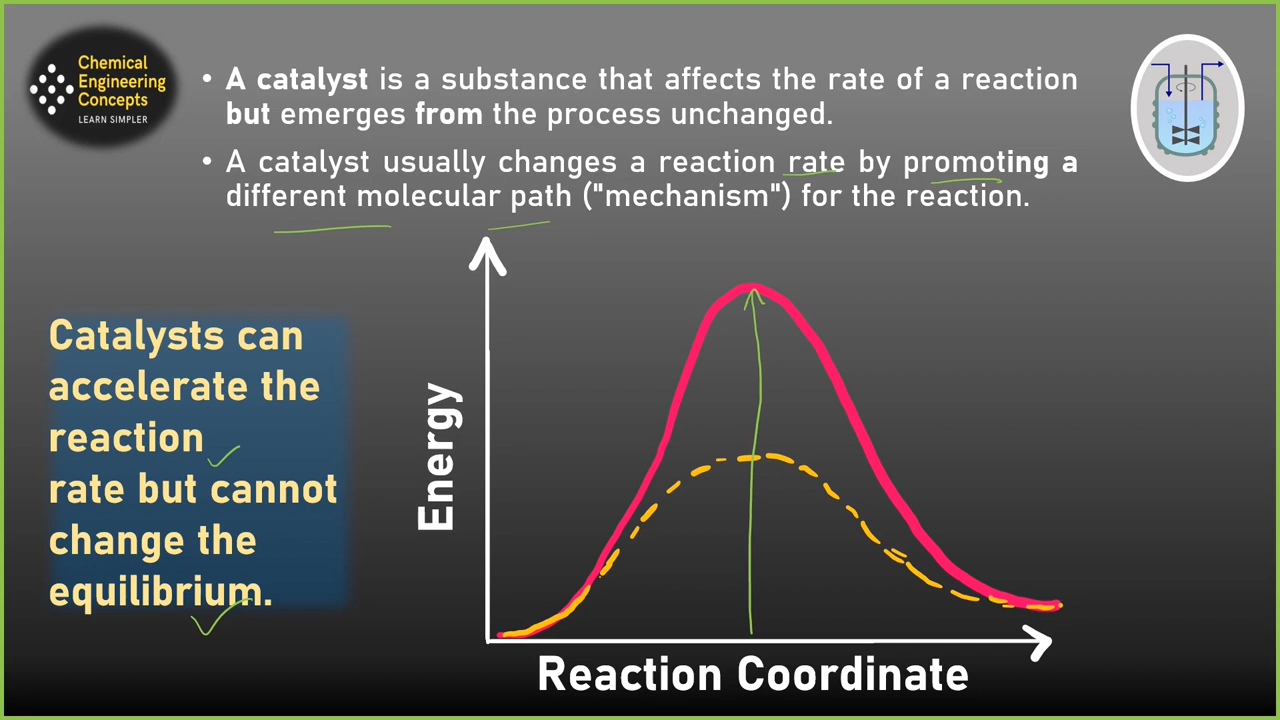 Chemical
Engineering
Concepts
LEARN SIMPLER
• A catalyst is a substance that affects the rate of a reaction
but emerges from the process unchanged.
• A catalyst usually changes a reaction rate by promoting a
different molecular path ("mechanism") for the reaction.
Catalysts can
accelerate the
reaction
rate but cannot
change the
equilibrium.
Energy
Reaction Coordinate